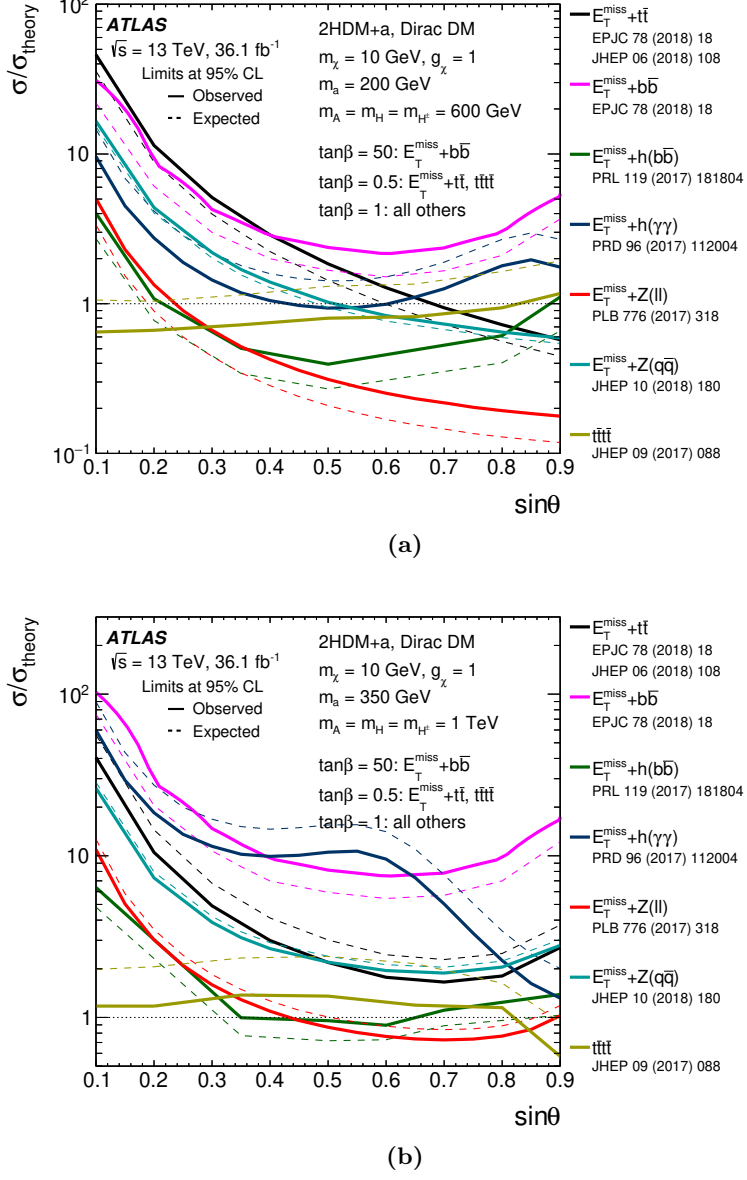 ATLAS
√s = 13 TeV, 36.1 fb⁻¹
Limits at 95% CL
Observed
Expected
2HDM+a, Dirac DM
mχ = 10 GeV, gχ = 1
mₐ = 200 GeV
m_A = m_H = m_H± = 600 GeV
tanβ = 50: E_T^miss+bb̄
tanβ = 0.5: E_T^miss+tt̄, tt̄tt̄
tanβ = 1: all others
σ/σ_theory
10²
10
1
10⁻¹
0.1 0.2 0.3 0.4 0.5 0.6 0.7 0.8 0.9
sinθ
E_T^miss+tt̄
EPJC 78 (2018) 18
JHEP 06 (2018) 108
E_T^miss+bb̄
EPJC 78 (2018) 18
E_T^miss+h(bb̄)
PRL 119 (2017) 181804
E_T^miss+h(γγ)
PRD 96 (2017) 112004
E_T^miss+Z(ll)
PLB 776 (2017) 318
E_T^miss+Z(qq̄)
JHEP 10 (2018) 180
tt̄tt̄
JHEP 09 (2017) 088
(a)
ATLAS
√s = 13 TeV, 36.1 fb⁻¹
Limits at 95% CL
Observed
Expected
2HDM+a, Dirac DM
mχ = 10 GeV, gχ = 1
mₐ = 350 GeV
m_A = m_H = m_H± = 1 TeV
tanβ = 50: E_T^miss+bb̄
tanβ = 0.5: E_T^miss+tt̄, tt̄tt̄
tanβ = 1: all others
σ/σ_theory
10²
10
1
0.1 0.2 0.3 0.4 0.5 0.6 0.7 0.8 0.9
sinθ
E_T^miss+tt̄
EPJC 78 (2018) 18
JHEP 06 (2018) 108
E_T^miss+bb̄
EPJC 78 (2018) 18
E_T^miss+h(bb̄)
PRL 119 (2017) 181804
E_T^miss+h(γγ)
PRD 96 (2017) 112004
E_T^miss+Z(ll)
PLB 776 (2017) 318
E_T^miss+Z(qq̄)
JHEP 10 (2018) 180
tt̄tt̄
JHEP 09 (2017) 088
(b)